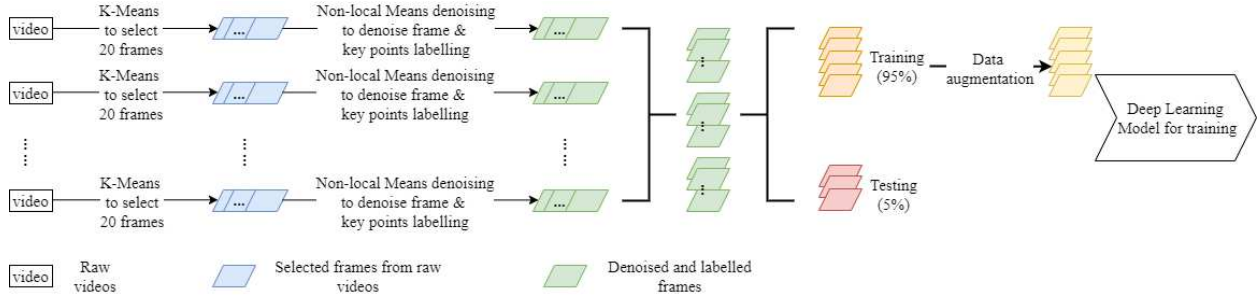 video
K-Means
to select
20 frames
...
Non-local Means denoising
to denoise frame &
key points labelling
...
video
K-Means
to select
20 frames
...
Non-local Means denoising
to denoise frame &
key points labelling
...
video
K-Means
to select
20 frames
...
Non-local Means denoising
to denoise frame &
key points labelling
...
Training
(95%)
Data
augmentation
Deep Learning
Model for training
Testing
(5%)
video
Raw
videos
Selected frames from raw
videos
Denoised and labelled
frames